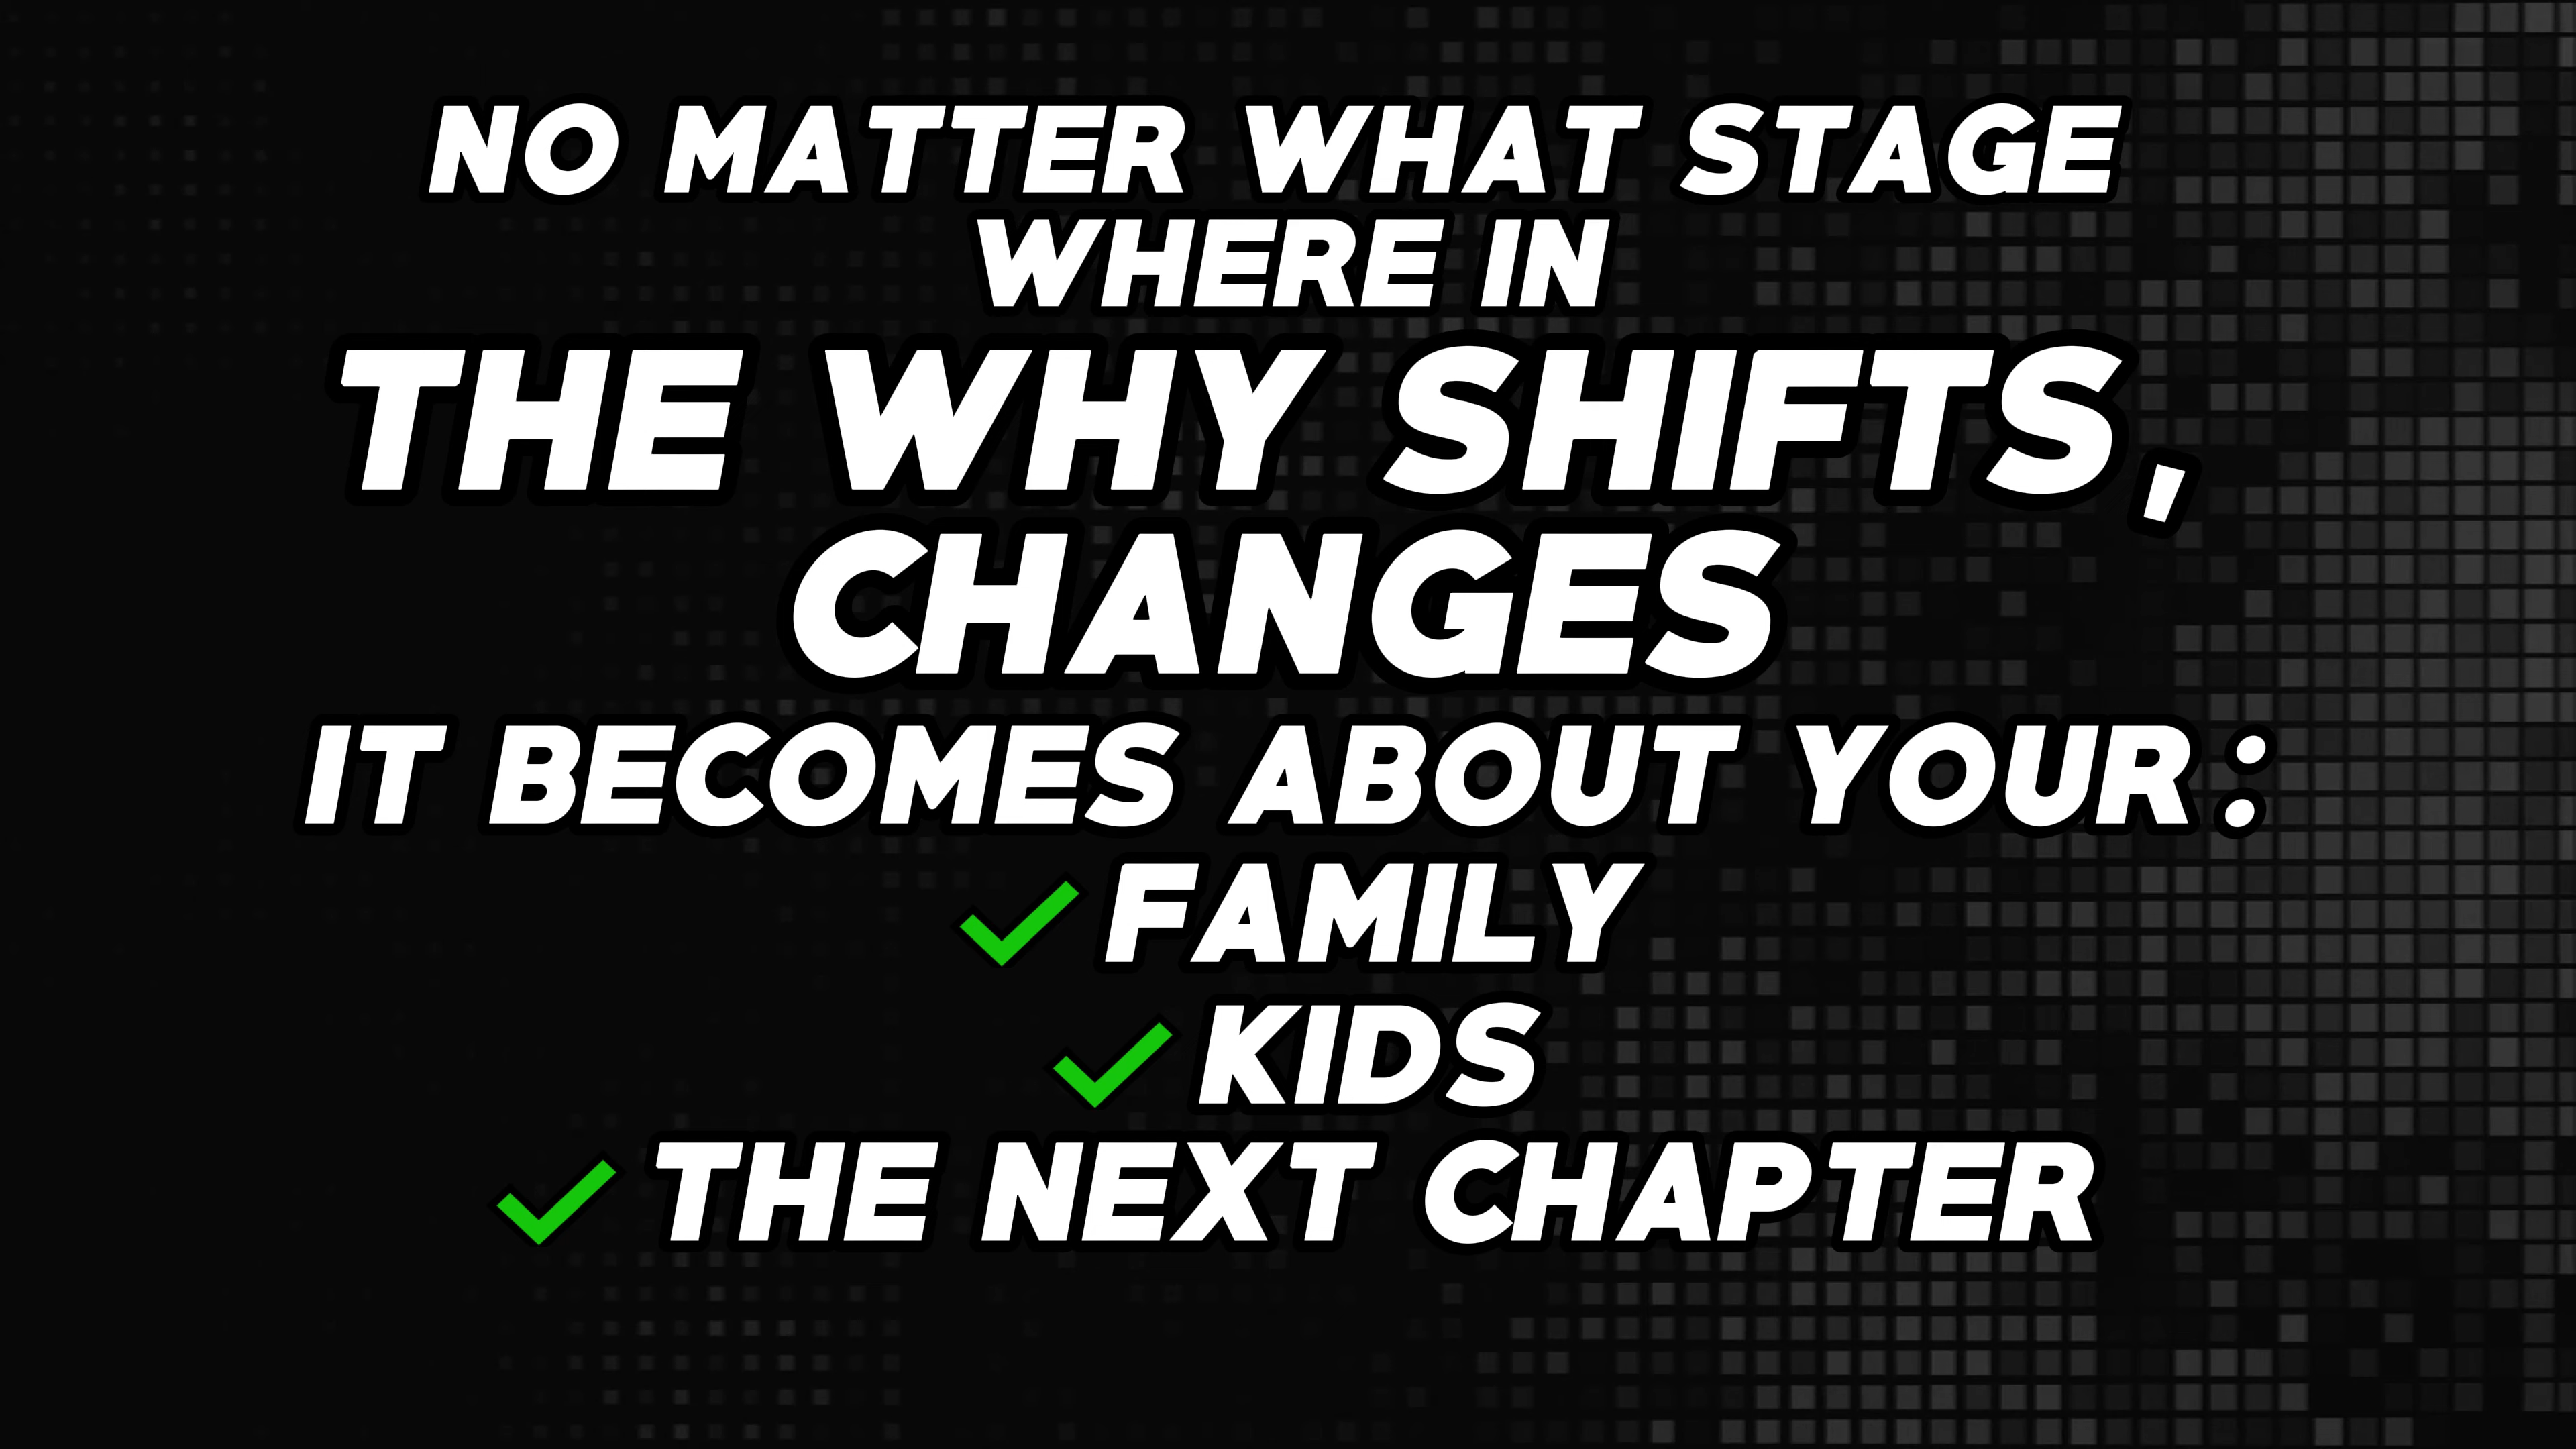 NO MATTER WHAT STAGE
WHERE IN
THE WHY SHIFTS,
CHANGES
IT BECOMES ABOUT YOUR:
✓ FAMILY
✓ KIDS
✓ THE NEXT CHAPTER